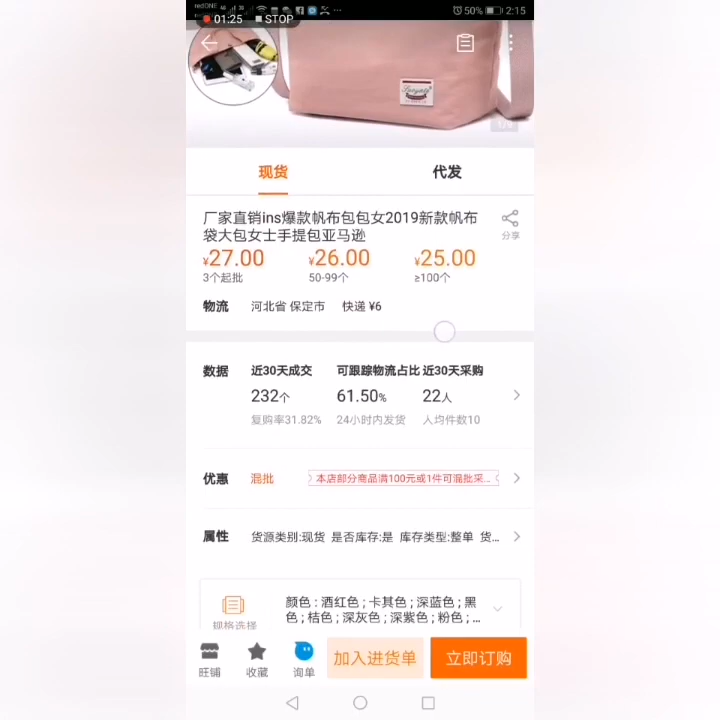 redONE
01:25 STOP
50% 2:15
1/9
现货 代发
厂家直销ins爆款帆布包包女2019新款帆布
袋大包女士手提包亚马逊
分享
¥27.00 ¥26.00 ¥25.00
3个起批 50-99个 ≥100个
物流 河北省 保定市 快递 ¥6
数据 近30天成交 可跟踪物流占比 近30天采购
232个 61.50% 22人
复购率31.82% 24小时内发货 人均件数10
优惠 混批 本店部分商品满100元或1件可混批采...
属性 货源类别:现货 是否库存:是 库存类型:整单 货...
颜色 : 酒红色 ; 卡其色 ; 深蓝色 ; 黑
色 ; 桔色 ; 深灰色 ; 深紫色 ; 粉色 ; ...
规格选择
旺铺 收藏 询单 加入进货单 立即订购